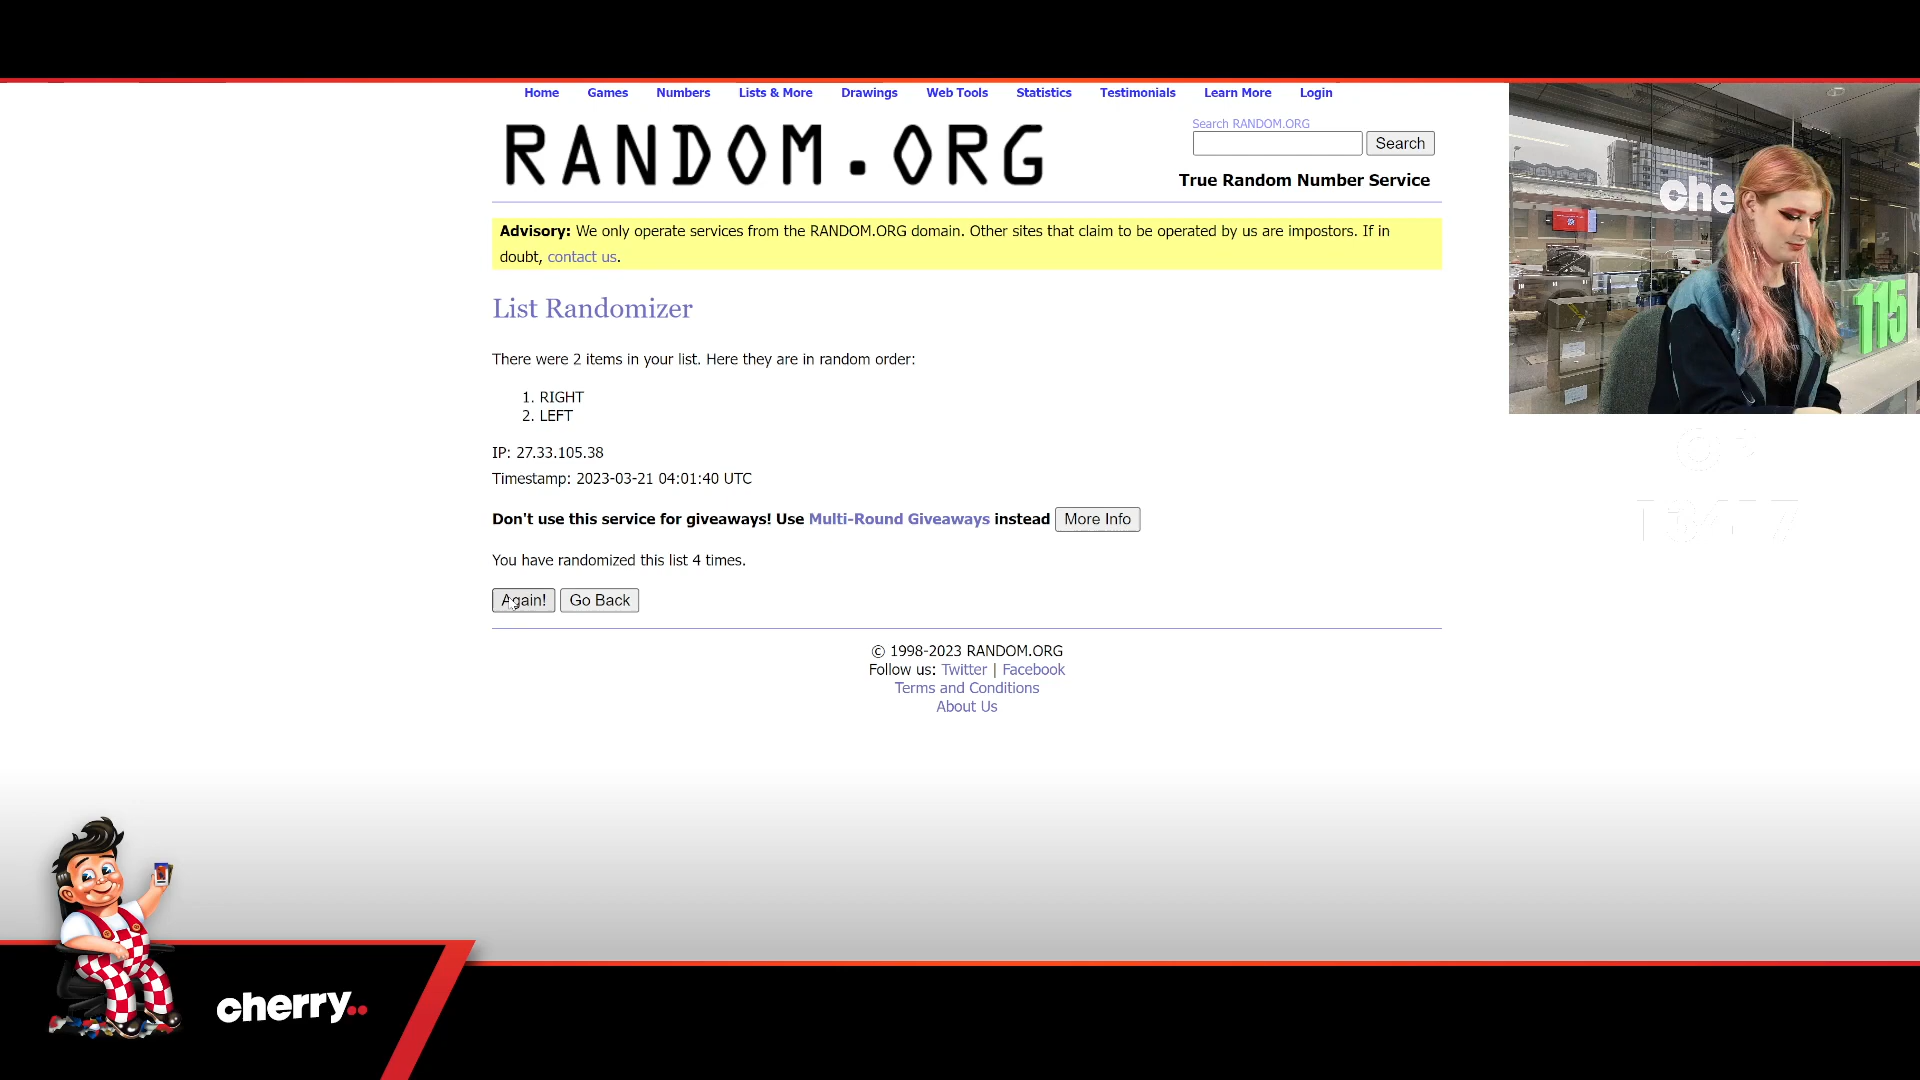 Home Games Numbers Lists & More Drawings Web Tools Statistics Testimonials Learn More Login
RANDOM.ORG
Search RANDOM.ORG
Search
True Random Number Service
Advisory: We only operate services from the RANDOM.ORG domain. Other sites that claim to be operated by us are impostors. If in
doubt, contact us.
List Randomizer
There were 2 items in your list. Here they are in random order:
1. RIGHT
2. LEFT
IP: 27.33.105.38
Timestamp: 2023-03-21 04:01:40 UTC
Don't use this service for giveaways! Use Multi-Round Giveaways instead More Info
You have randomized this list 4 times.
Again! Go Back
© 1998-2023 RANDOM.ORG
Follow us: Twitter | Facebook
Terms and Conditions
About Us
che
115
cherry..